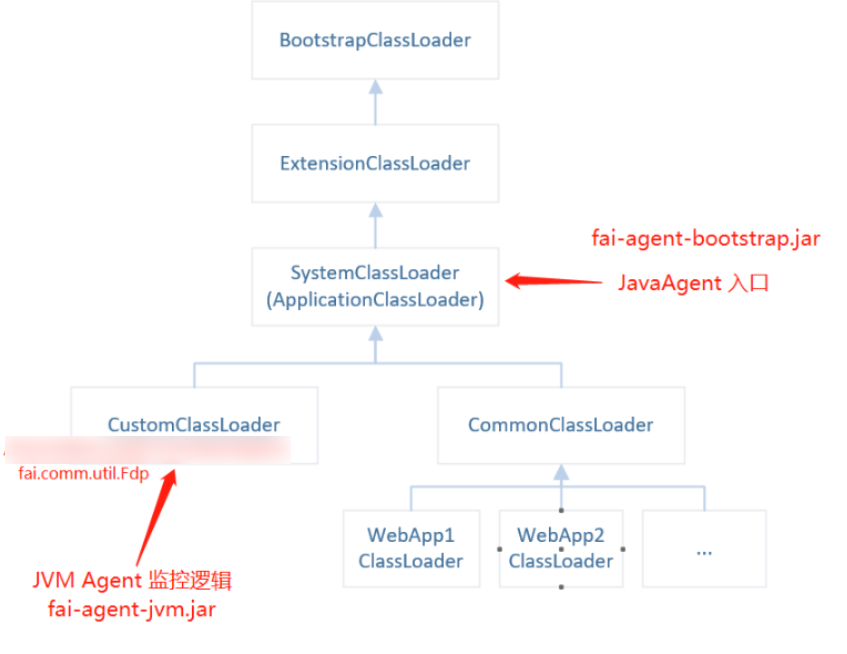 BootstrapClassLoader
ExtensionClassLoader
fai-agent-bootstrap.jar
SystemClassLoader
(ApplicationClassLoader)
JavaAgent 入口
CustomClassLoader
CommonClassLoader
fai.comm.util.Fdp
WebApp1
ClassLoader
WebApp2
ClassLoader
...
JVM Agent 监控逻辑
fai-agent-jvm.jar